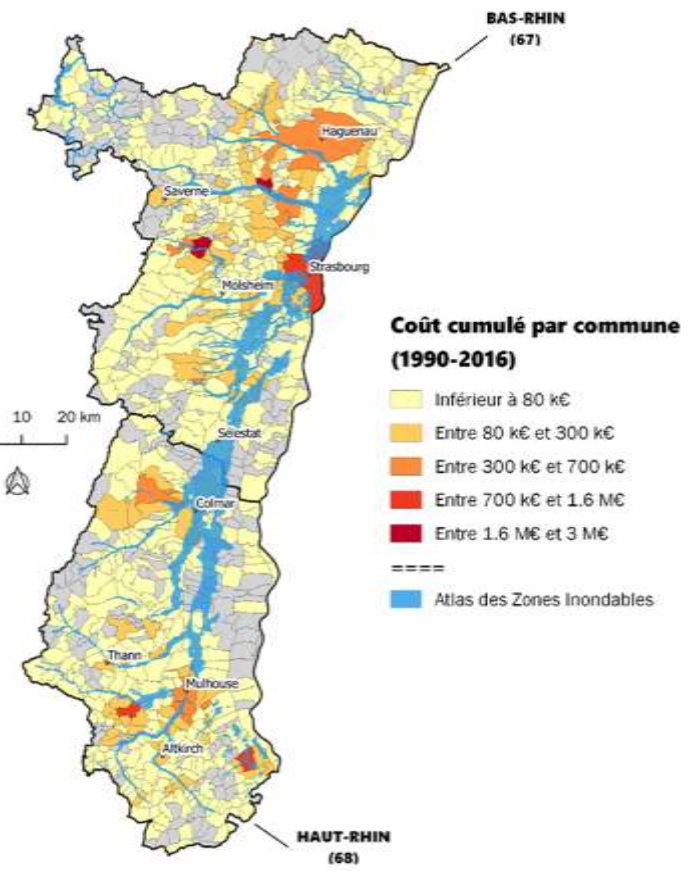 BAS-RHIN
(67)
Haguenau
Saverne
Strasbourg
Molsheim
Coût cumulé par commune
(1990-2016)
Inférieur à 80 k€
Entre 80 k€ et 300 k€
10 20 km
Sélestat
Entre 300 k€ et 700 k€
Colmar
Entre 700 k€ et 1.6 M€
Entre 1.6 M€ et 3 M€
====
Atlas des Zones Inondables
Thann
Mulhouse
Altkirch
HAUT-RHIN
(68)